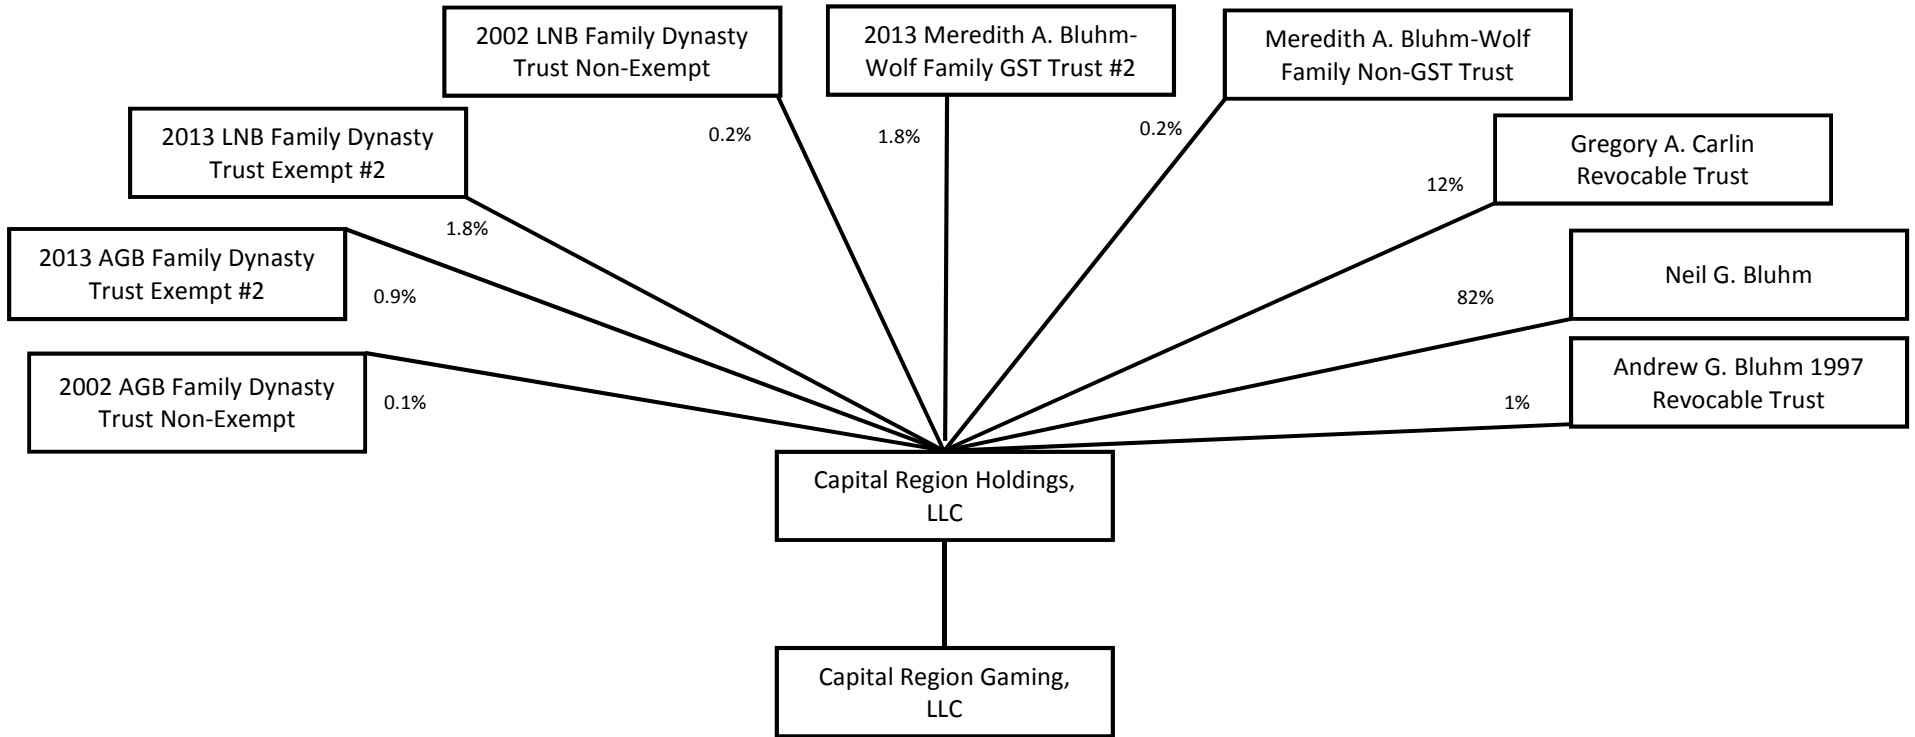 2002 LNB Family Dynasty
Trust Non-Exempt
0.2%
2013 Meredith A. Bluhm-
Wolf Family GST Trust #2
1.8%
Meredith A. Bluhm-Wolf
Family Non-GST Trust
0.2%
2013 LNB Family Dynasty
Trust Exempt #2
1.8%
Gregory A. Carlin
Revocable Trust
12%
2013 AGB Family Dynasty
Trust Exempt #2
0.9%
Neil G. Bluhm
82%
2002 AGB Family Dynasty
Trust Non-Exempt
0.1%
Andrew G. Bluhm 1997
Revocable Trust
1%
Capital Region Holdings,
LLC
Capital Region Gaming,
LLC